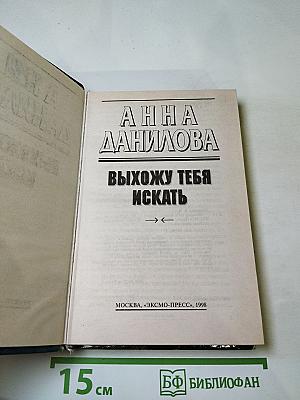 АННА
ДАНИЛОВА
ВЫХОЖУ ТЕБЯ
ИСКАТЬ
МОСКВА, «ЭКСМО-ПРЕСС», 1998
15 см
БФ БИБЛИОФАН